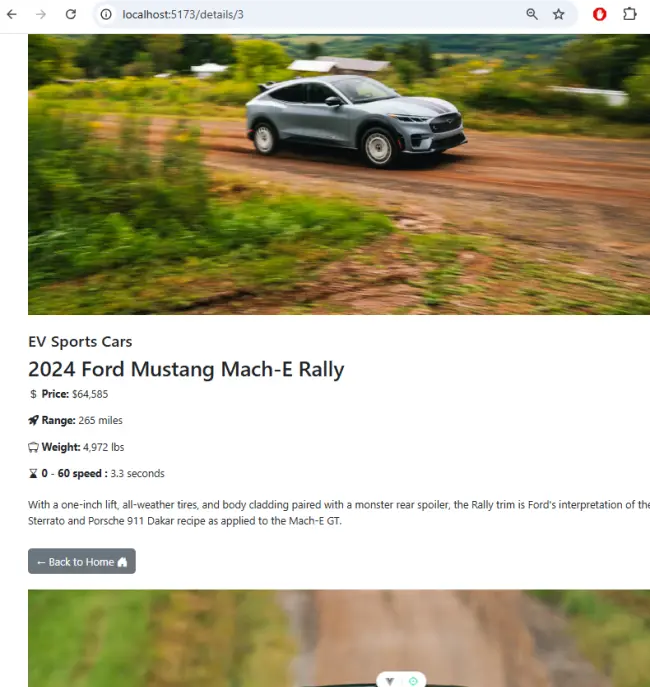 localhost:5173/details/3
EV Sports Cars
2024 Ford Mustang Mach-E Rally
$ Price: $64,585
Range: 265 miles
Weight: 4,972 lbs
0 - 60 speed : 3.3 seconds
With a one-inch lift, all-weather tires, and body cladding paired with a monster rear spoiler, the Rally trim is Ford's interpretation of the
Sterrato and Porsche 911 Dakar recipe as applied to the Mach-E GT.
← Back to Home